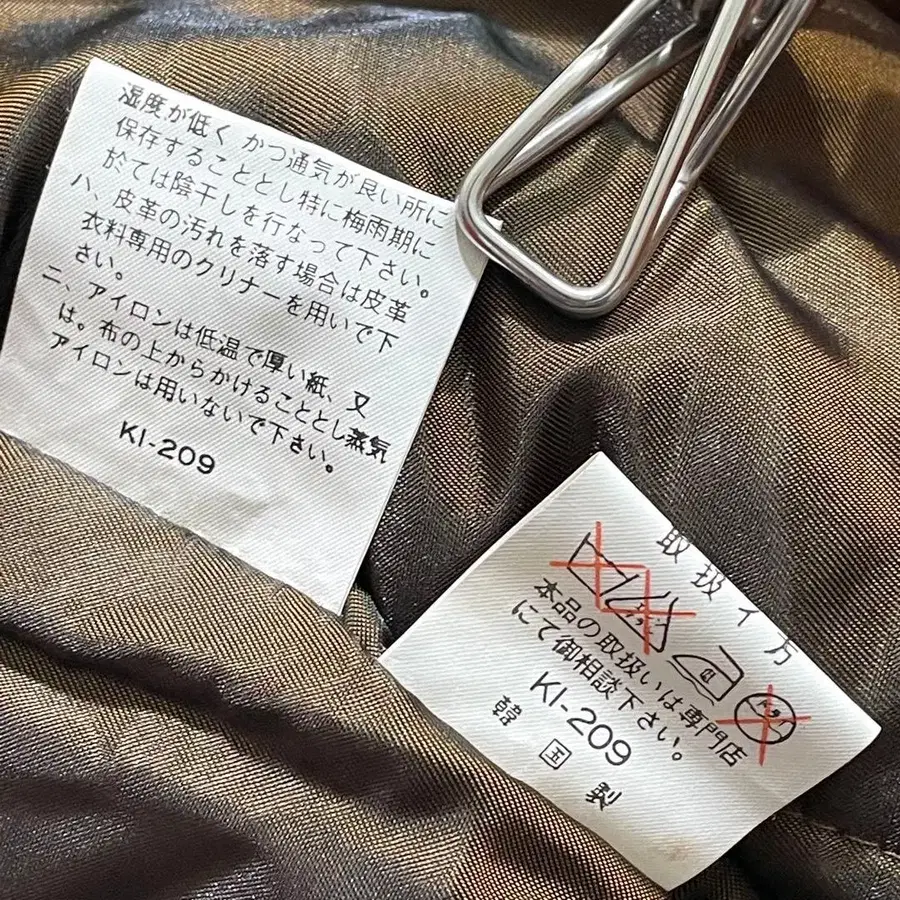 湿度が低く かつ通気が良い所に
保存することとし特に梅雨期に
於ては陰干しを行なって下さい。
ハ、皮革の汚れを落す場合は皮革
衣料専用のクリナーを用いで下
さい。
ニ、アイロンは低温で厚い紙、又
は。布の上からかけることとし蒸気
アイロンは用いないで下さい。
KI-209
取扱イ方
エンソ
サラシ
本品の取扱いは専門店
にて御相談下さい。
KI-209
韓国製